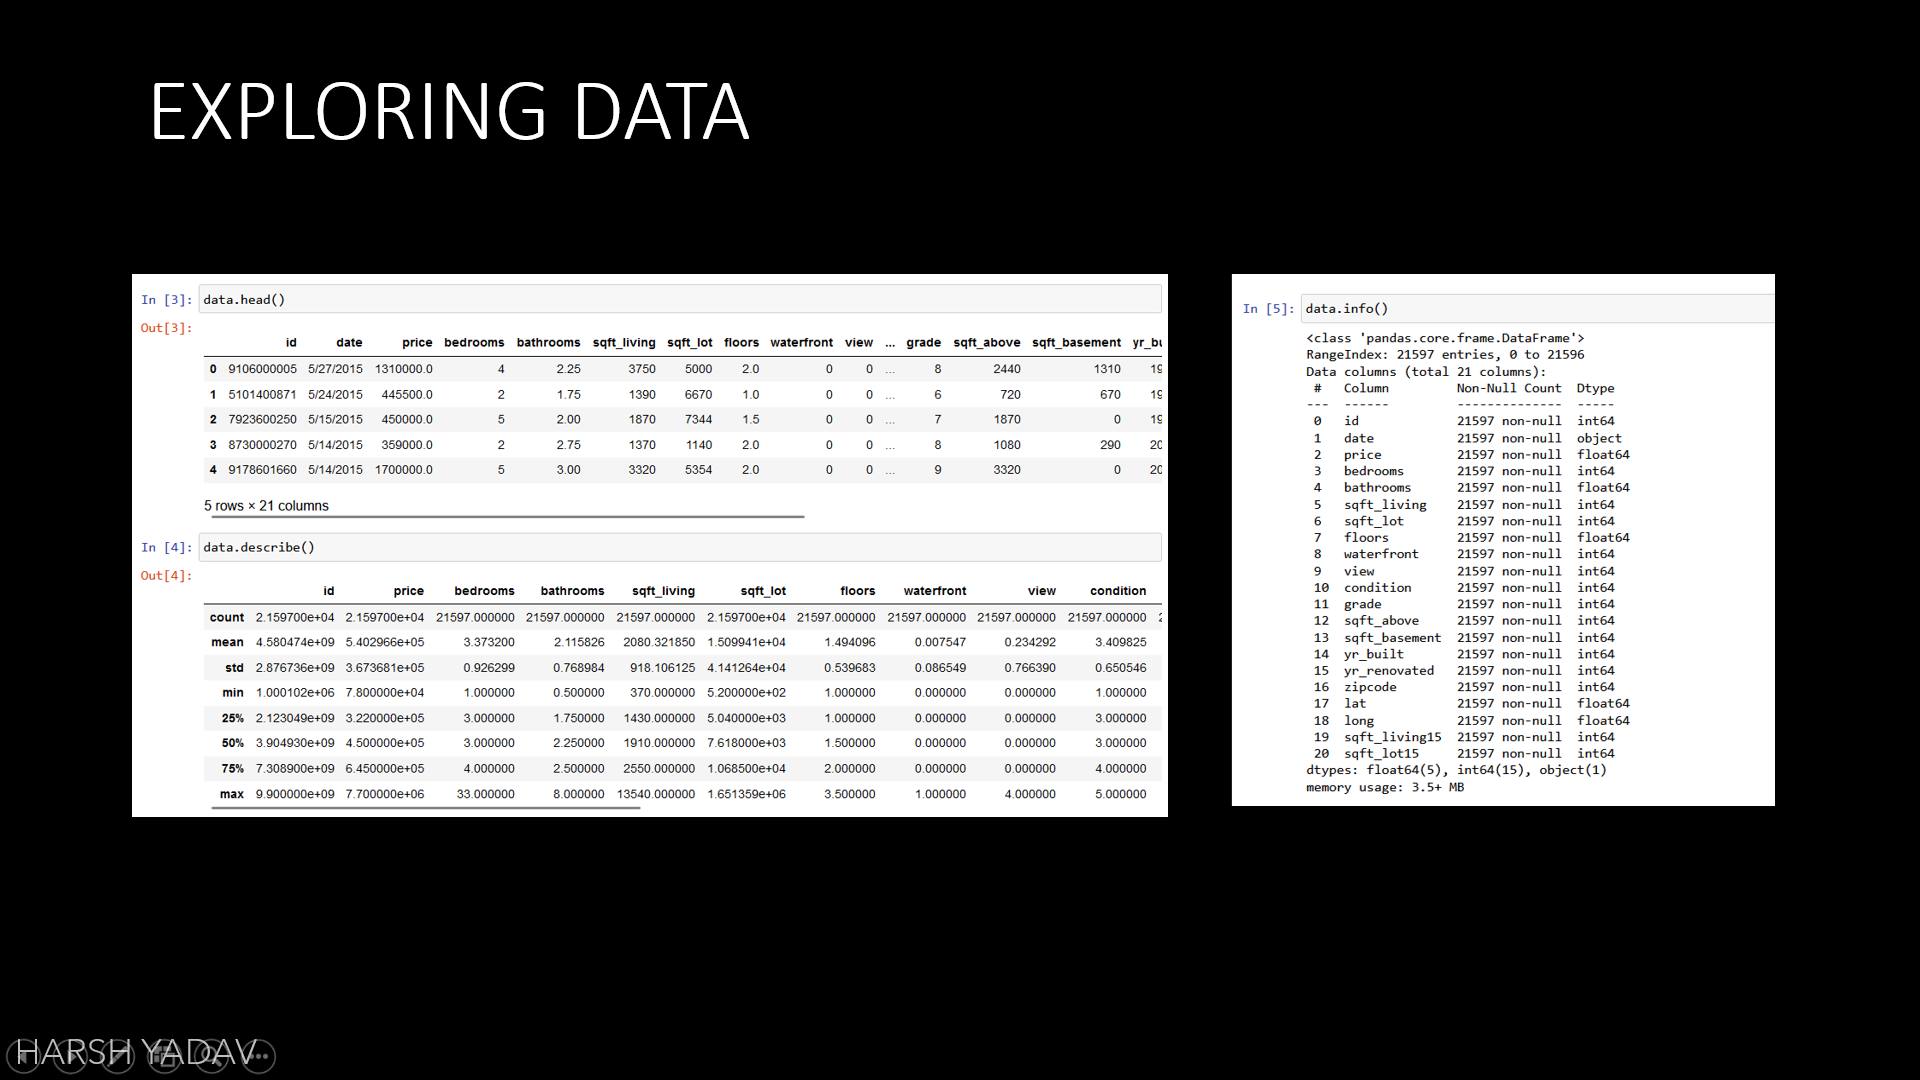 EXPLORING DATA
In [3]: data.head()
Out[3]:
id date price bedrooms bathrooms sqft_living sqft_lot floors waterfront view ... grade sqft_above sqft_basement yr_bu
0 9106000005 5/27/2015 1310000.0 4 2.25 3750 5000 2.0 0 0 ... 8 2440 1310 19
1 5101400871 5/24/2015 445500.0 2 1.75 1390 6670 1.0 0 0 ... 6 720 670 19
2 7923600250 5/15/2015 450000.0 5 2.00 1870 7344 1.5 0 0 ... 7 1870 0 19
3 8730000270 5/14/2015 359000.0 2 2.75 1370 1140 2.0 0 0 ... 8 1080 290 20
4 9178601660 5/14/2015 1700000.0 5 3.00 3320 5354 2.0 0 0 ... 9 3320 0 20
5 rows × 21 columns
In [4]: data.describe()
Out[4]:
id price bedrooms bathrooms sqft_living sqft_lot floors waterfront view condition
count 2.159700e+04 2.159700e+04 21597.000000 21597.000000 21597.000000 2.159700e+04 21597.000000 21597.000000 21597.000000 21597.000000 2
mean 4.580474e+09 5.402966e+05 3.373200 2.115826 2080.321850 1.509941e+04 1.494096 0.007547 0.234292 3.409825
std 2.876736e+09 3.673681e+05 0.926299 0.768984 918.106125 4.141264e+04 0.539683 0.086549 0.766390 0.650546
min 1.000102e+06 7.800000e+04 1.000000 0.500000 370.000000 5.200000e+02 1.000000 0.000000 0.000000 1.000000
25% 2.123049e+09 3.220000e+05 3.000000 1.750000 1430.000000 5.040000e+03 1.000000 0.000000 0.000000 3.000000
50% 3.904930e+09 4.500000e+05 3.000000 2.250000 1910.000000 7.618000e+03 1.500000 0.000000 0.000000 3.000000
75% 7.308900e+09 6.450000e+05 4.000000 2.500000 2550.000000 1.068500e+04 2.000000 0.000000 0.000000 4.000000
max 9.900000e+09 7.700000e+06 33.000000 8.000000 13540.000000 1.651359e+06 3.500000 1.000000 4.000000 5.000000
In [5]: data.info()
<class 'pandas.core.frame.DataFrame'>
RangeIndex: 21597 entries, 0 to 21596
Data columns (total 21 columns):
# Column Non-Null Count Dtype
--- ------ -------------- -----
0 id 21597 non-null int64
1 date 21597 non-null object
2 price 21597 non-null float64
3 bedrooms 21597 non-null int64
4 bathrooms 21597 non-null float64
5 sqft_living 21597 non-null int64
6 sqft_lot 21597 non-null int64
7 floors 21597 non-null float64
8 waterfront 21597 non-null int64
9 view 21597 non-null int64
10 condition 21597 non-null int64
11 grade 21597 non-null int64
12 sqft_above 21597 non-null int64
13 sqft_basement 21597 non-null int64
14 yr_built 21597 non-null int64
15 yr_renovated 21597 non-null int64
16 zipcode 21597 non-null int64
17 lat 21597 non-null float64
18 long 21597 non-null float64
19 sqft_living15 21597 non-null int64
20 sqft_lot15 21597 non-null int64
dtypes: float64(5), int64(15), object(1)
memory usage: 3.5+ MB
HARSH YADAV